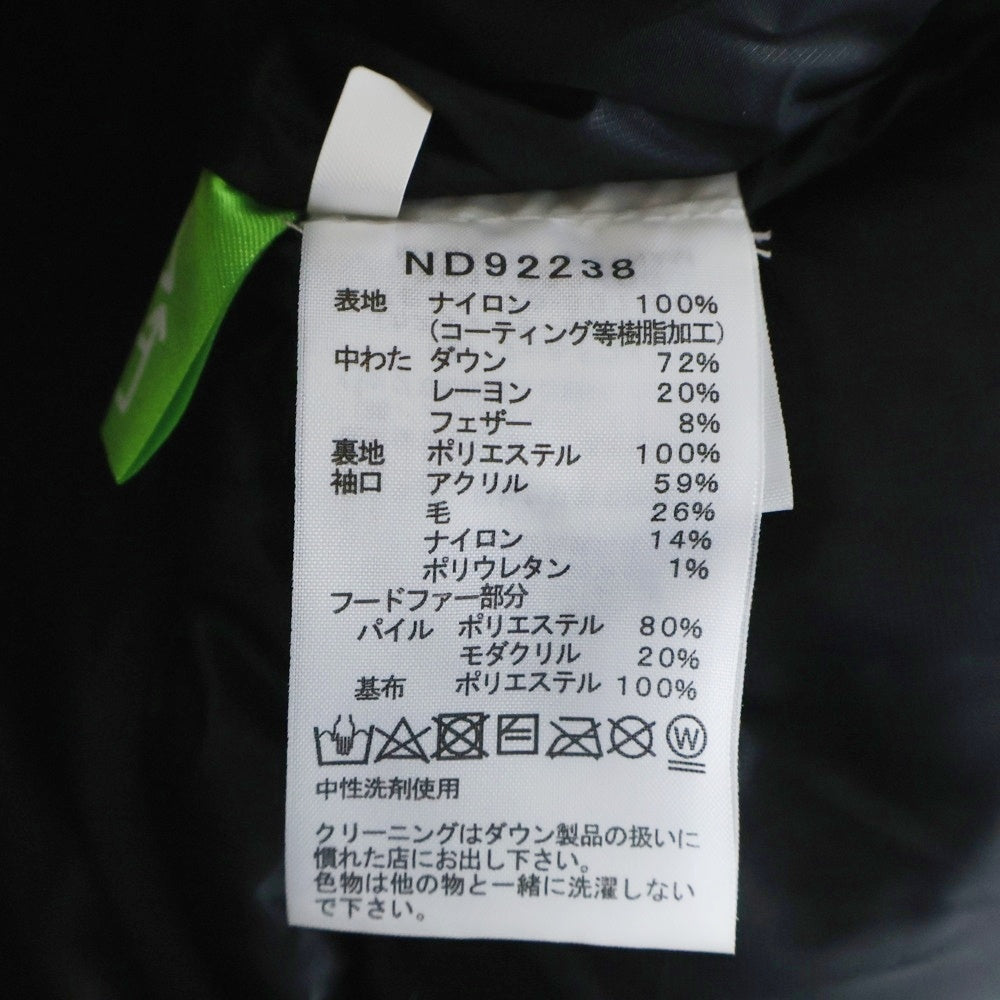 ND92238
表地 ナイロン 100%
(コーティング等樹脂加工)
中わた ダウン 72%
レーヨン 20%
フェザー 8%
裏地 ポリエステル 100%
袖口 アクリル 59%
毛 26%
ナイロン 14%
ポリウレタン 1%
フードファー部分
パイル ポリエステル 80%
モダクリル 20%
基布 ポリエステル 100%
W
中性洗剤使用
クリーニングはダウン製品の扱いに
慣れた店にお出し下さい。
色物は他の物と一緒に洗濯しない
で下さい。